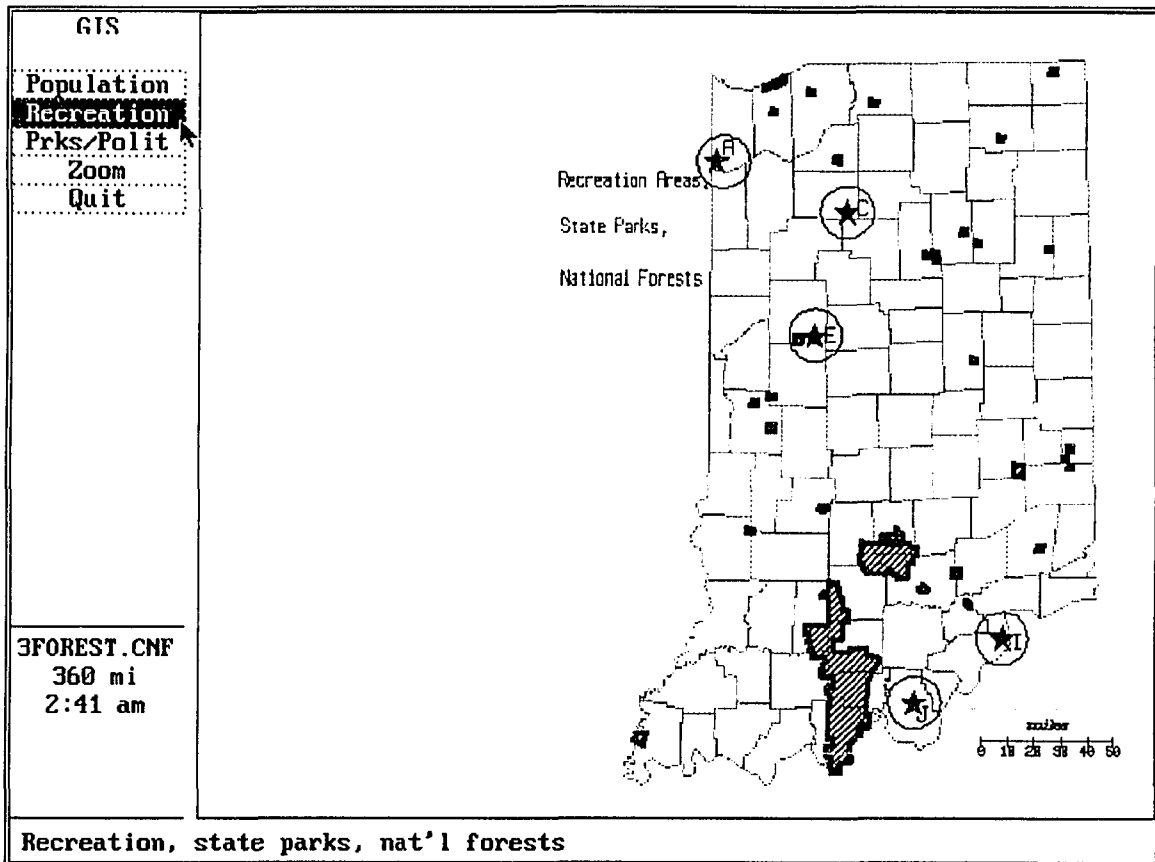 GIS
Population
Recreation
Prks/Polit
Zoom
Quit
Recreation Areas,
State Parks,
National Forests
A
C
E
I
J
miles
0 10 20 30 40 50
3FOREST.CNF
360 mi
2:41 am
Recreation, state parks, nat'l forests